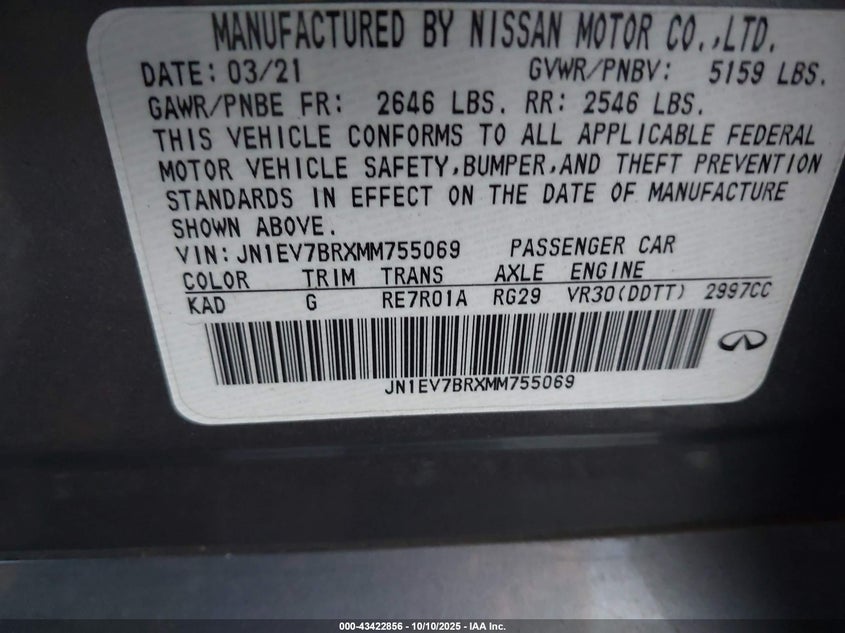 MANUFACTURED BY NISSAN MOTOR CO.,LTD.
DATE: 03/21 GVWR/PNBV: 5159 LBS.
GAWR/PNBE FR: 2646 LBS. RR: 2546 LBS.
THIS VEHICLE CONFORMS TO ALL APPLICABLE FEDERAL
MOTOR VEHICLE SAFETY,BUMPER,AND THEFT PREVENTION
STANDARDS IN EFFECT ON THE DATE OF MANUFACTURE
SHOWN ABOVE.
VIN:JN1EV7BRXMM755069 PASSENGER CAR
COLOR TRIM TRANS AXLE ENGINE
KAD G RE7R01A RG29 VR30(DDTT) 2997CC
JN1EV7BRXMM755069
000-43422856 - 10/10/2025 - IAA Inc.